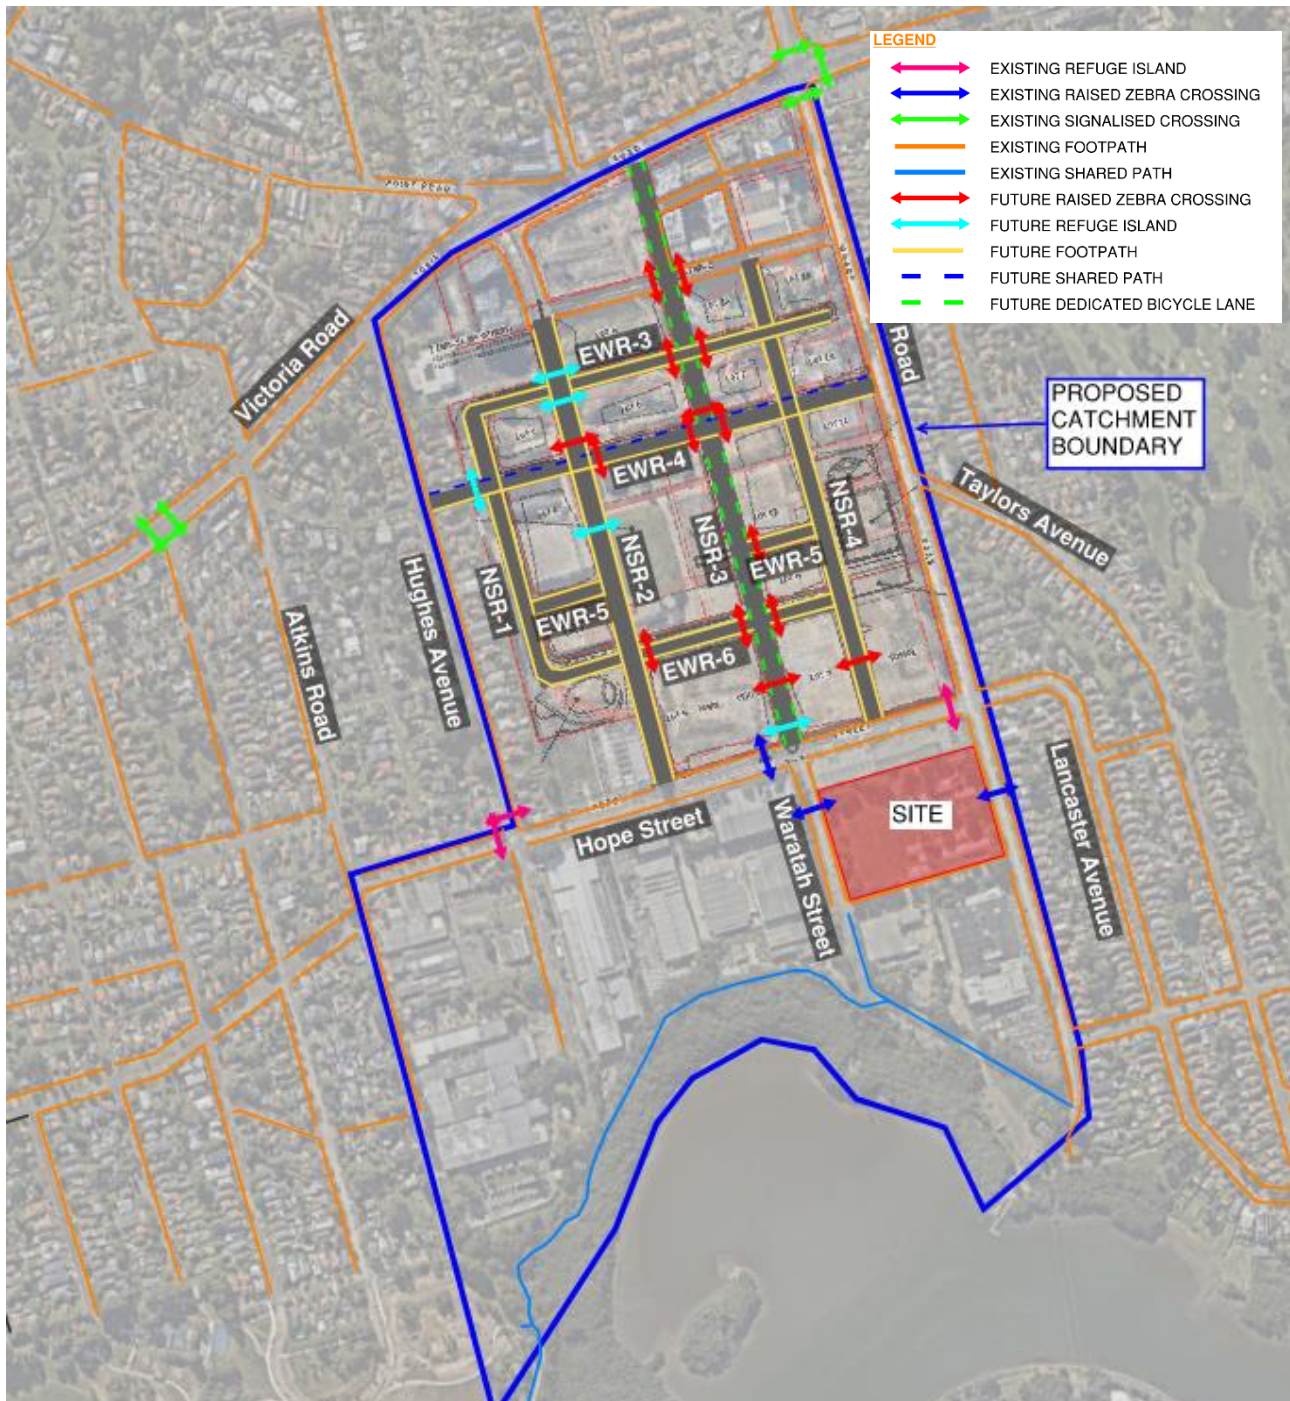 LEGEND
EXISTING REFUGE ISLAND
EXISTING RAISED ZEBRA CROSSING
EXISTING SIGNALISED CROSSING
EXISTING FOOTPATH
EXISTING SHARED PATH
FUTURE RAISED ZEBRA CROSSING
FUTURE REFUGE ISLAND
FUTURE FOOTPATH
FUTURE SHARED PATH
FUTURE DEDICATED BICYCLE LANE
ROAD
ROAD
Victoria Road
EWR-3
Road
PROPOSED
CATCHMENT
BOUNDARY
EWR-4
Taylors Avenue
NSR-4
NSR-3
NSR-2
NSR-1
EWR-5
EWR-5
Hughes Avenue
Atkins Road
EWR-6
Lancaster Avenue
Hope Street
Waratah Street
SITE